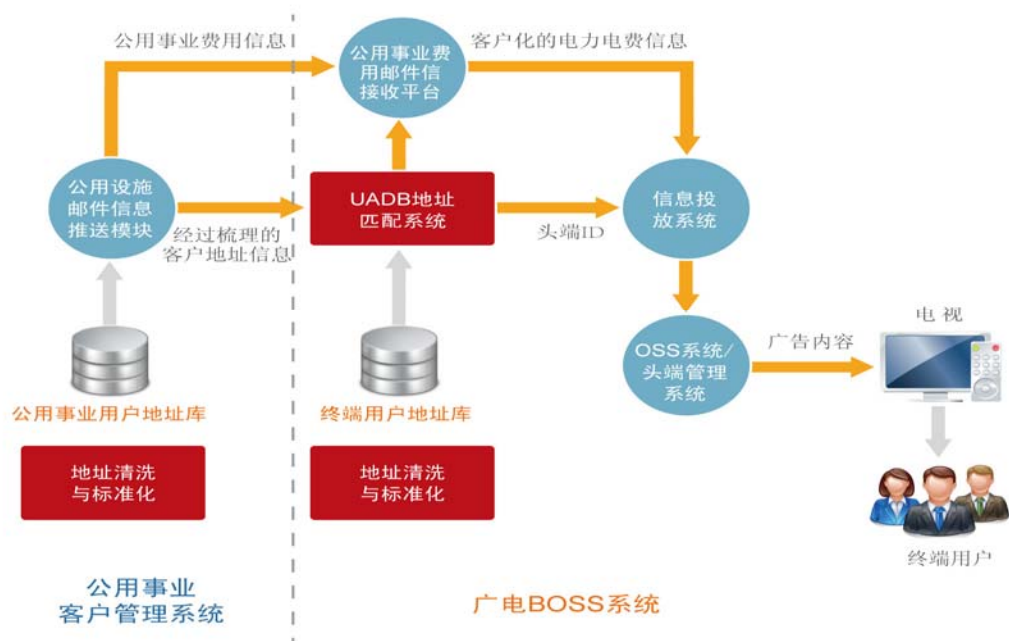 公用事业费用信息
公用事业费
用邮件信
接收平台
客户化的电力电费信息
公用设施
邮件信息
推送模块
经过梳理的
客户地址信息
UADB地址
匹配系统
头端ID
信息投
放系统
公用事业用户地址库
终端用户地址库
OSS系统/
头端管理
系统
广告内容
电 视
地址清洗
与标准化
地址清洗
与标准化
终端用户
公用事业
客户管理系统
广电BOSS系统